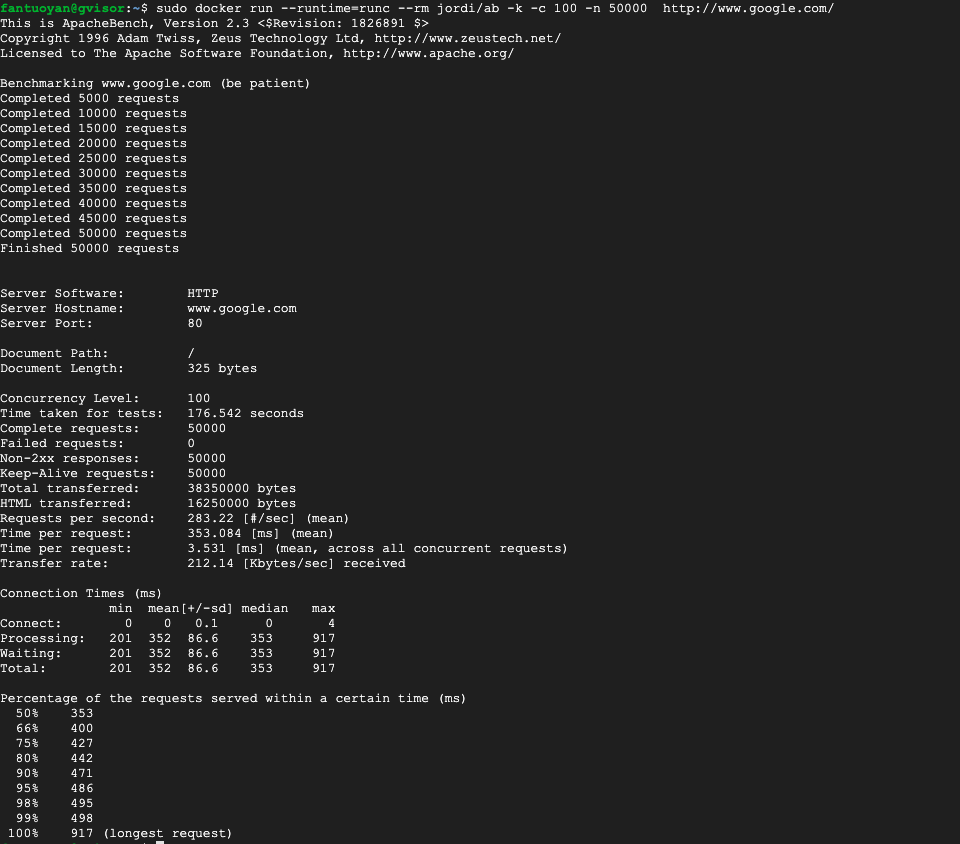 fantuoyan@gvisor:~$ sudo docker run --runtime=runc --rm jordi/ab -k -c 100 -n 50000  http://www.google.com/
This is ApacheBench, Version 2.3 <$Revision: 1826891 $>
Copyright 1996 Adam Twiss, Zeus Technology Ltd, http://www.zeustech.net/
Licensed to The Apache Software Foundation, http://www.apache.org/
Benchmarking www.google.com (be patient)
Completed 5000 requests
Completed 10000 requests
Completed 15000 requests
Completed 20000 requests
Completed 25000 requests
Completed 30000 requests
Completed 35000 requests
Completed 40000 requests
Completed 45000 requests
Completed 50000 requests
Finished 50000 requests
Server Software:        HTTP
Server Hostname:        www.google.com
Server Port:            80
Document Path:          /
Document Length:        325 bytes
Concurrency Level:      100
Time taken for tests:   176.542 seconds
Complete requests:      50000
Failed requests:        0
Non-2xx responses:      50000
Keep-Alive requests:    50000
Total transferred:      38350000 bytes
HTML transferred:       16250000 bytes
Requests per second:    283.22 [#/sec] (mean)
Time per request:       353.084 [ms] (mean)
Time per request:       3.531 [ms] (mean, across all concurrent requests)
Transfer rate:          212.14 [Kbytes/sec] received
Connection Times (ms)
              min  mean[+/-sd] median   max
Connect:        0    0   0.1      0       4
Processing:   201  352  86.6    353     917
Waiting:      201  352  86.6    353     917
Total:        201  352  86.6    353     917
Percentage of the requests served within a certain time (ms)
  50%    353
  66%    400
  75%    427
  80%    442
  90%    471
  95%    486
  98%    495
  99%    498
 100%    917 (longest request)